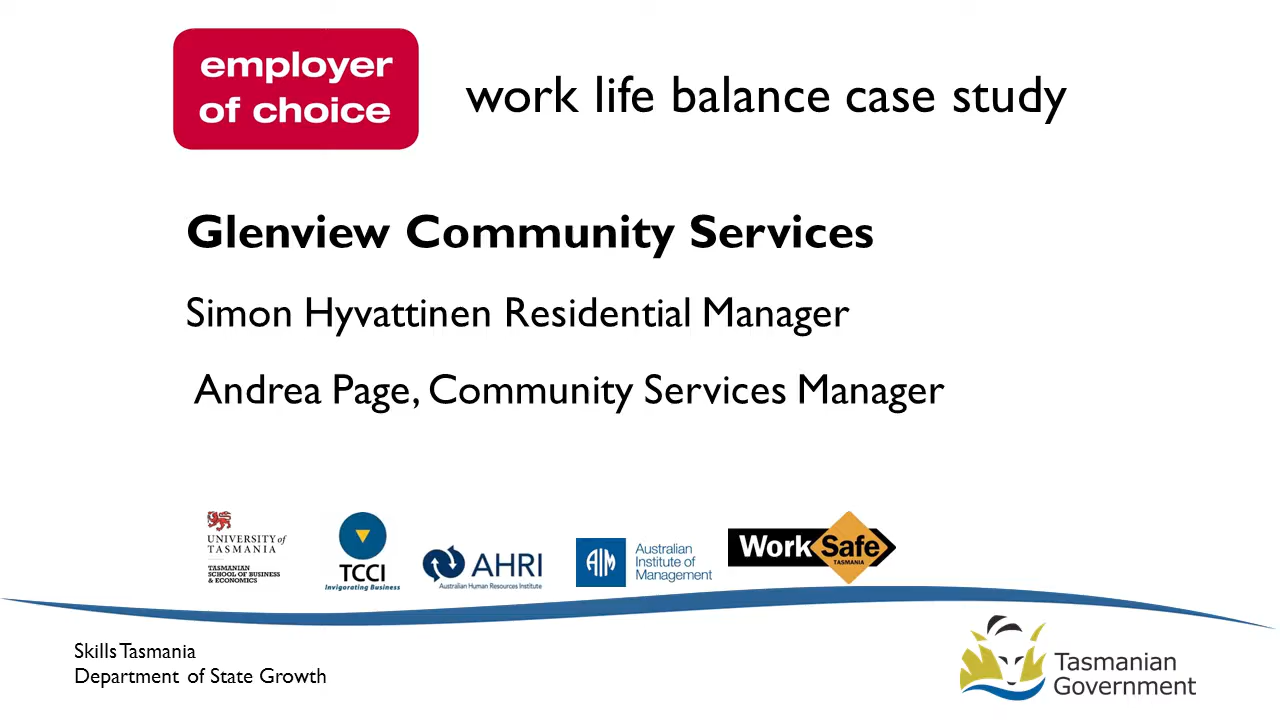 employer
of choice
work life balance case study
Glenview Community Services
Simon Hyvattinen Residential Manager
Andrea Page, Community Services Manager
UNIVERSITY of
TASMANIA
TASMANIAN
SCHOOL OF BUSINESS
& ECONOMICS
TCCI
Invigorating Business
AHRI
Australian Human Resources Institute
AIM
Australian
Institute of
Management
WorkSafe
TASMANIA
Skills Tasmania
Department of State Growth
Tasmanian
Government